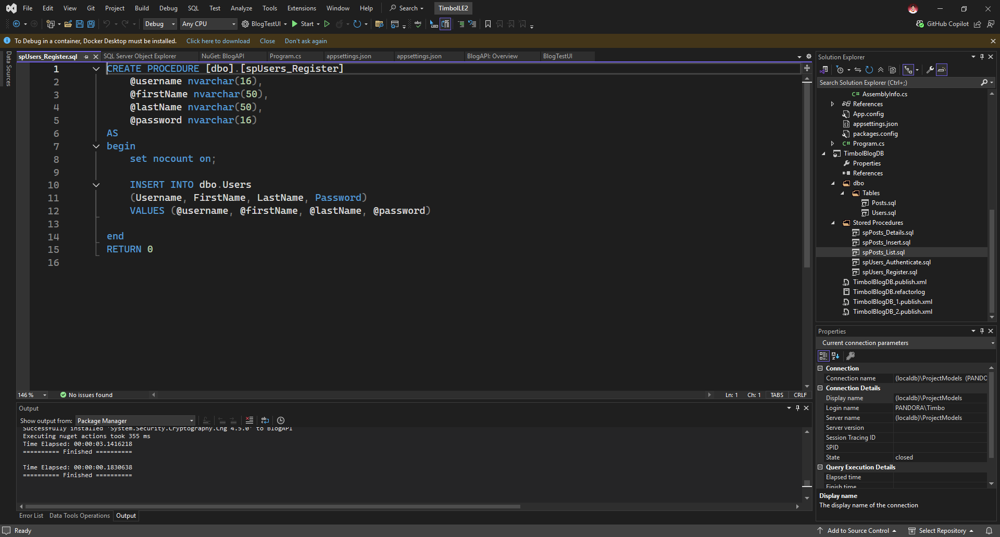 File Edit View Git Project Build Debug SQL Test Analyze Tools Extensions Window Help Search TimbolLE2
Debug Any CPU BlogTestUI Start GitHub Copilot
To Debug in a container, Docker Desktop must be installed. Click here to download Close Don't ask again
Data Sources
spUsers_Register.sql SQL Server Object Explorer NuGet: BlogAPI Program.cs appsettings.json appsettings.json BlogAPI: Overview BlogTestUI
1 CREATE PROCEDURE [dbo].[spUsers_Register]
2 @username nvarchar(16),
3 @firstName nvarchar(50),
4 @lastName nvarchar(50),
5 @password nvarchar(16)
6 AS
7 begin
8 set nocount on;
9
10 INSERT INTO dbo.Users
11 (Username, FirstName, LastName, Password)
12 VALUES (@username, @firstName, @lastName, @password)
13
14 end
15 RETURN 0
16
146 % No issues found Ln: 1 Ch: 1 TABS CRLF
Output
Show output from: Package Manager
Successfully installed 'System.Security.Cryptography.Cng 4.5.0' to BlogAPI
Executing nuget actions took 355 ms
Time Elapsed: 00:00:03.1416218
========== Finished ==========
Time Elapsed: 00:00:00.1830638
========== Finished ==========
Error List Data Tools Operations Output
Solution Explorer
Search Solution Explorer (Ctrl+;)
C# AssemblyInfo.cs
References
App.config
appsettings.json
packages.config
C# Program.cs
TimbolBlogDB
Properties
References
dbo
Tables
Posts.sql
Users.sql
Stored Procedures
spPosts_Details.sql
spPosts_Insert.sql
spPosts_List.sql
spUsers_Authenticate.sql
spUsers_Register.sql
TimbolBlogDB.publish.xml
TimbolBlogDB.refactorlog
TimbolBlogDB_1.publish.xml
TimbolBlogDB_2.publish.xml
Properties
Current connection parameters
Connection
Connection name (localdb)\ProjectModels (PANDO
Connection Details
Display name (localdb)\ProjectModels
Login name PANDORA\Timbo
Server name (localdb)\ProjectModels
Server version
Session Tracing ID
SPID
State closed
Query Execution Details
Elapsed time
Finish time
Display name
The display name of the connection
Ready Add to Source Control Select Repository